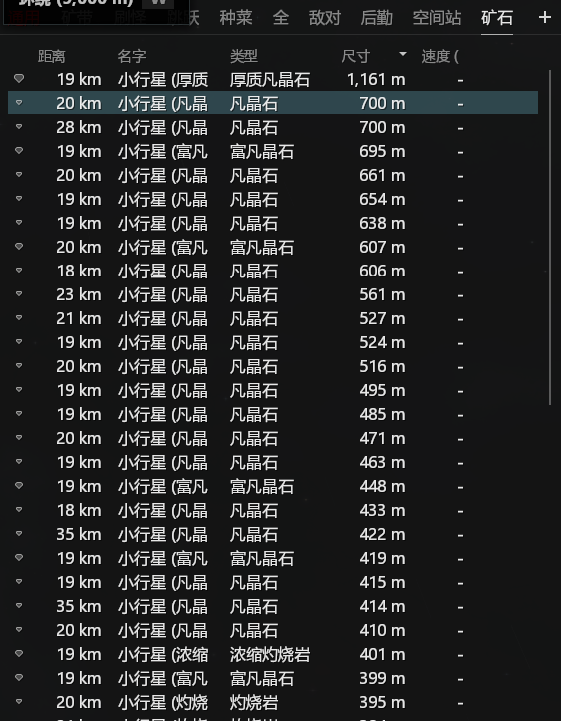 环绕 (5,000 m) W
种菜 全 敌对 后勤 空间站 矿石 +
距离 名字 类型 尺寸 速度 (
19 km 小行星 (厚质 厚质凡晶石 1,161 m -
20 km 小行星 (凡晶 凡晶石 700 m -
28 km 小行星 (凡晶 凡晶石 700 m -
19 km 小行星 (富凡 富凡晶石 695 m -
20 km 小行星 (凡晶 凡晶石 661 m -
19 km 小行星 (凡晶 凡晶石 654 m -
19 km 小行星 (凡晶 凡晶石 638 m -
20 km 小行星 (富凡 富凡晶石 607 m -
18 km 小行星 (凡晶 凡晶石 606 m -
23 km 小行星 (凡晶 凡晶石 561 m -
21 km 小行星 (凡晶 凡晶石 527 m -
19 km 小行星 (凡晶 凡晶石 524 m -
20 km 小行星 (凡晶 凡晶石 516 m -
19 km 小行星 (凡晶 凡晶石 495 m -
19 km 小行星 (凡晶 凡晶石 485 m -
20 km 小行星 (凡晶 凡晶石 471 m -
19 km 小行星 (凡晶 凡晶石 463 m -
19 km 小行星 (富凡 富凡晶石 448 m -
18 km 小行星 (凡晶 凡晶石 433 m -
35 km 小行星 (凡晶 凡晶石 422 m -
19 km 小行星 (富凡 富凡晶石 419 m -
19 km 小行星 (凡晶 凡晶石 415 m -
35 km 小行星 (凡晶 凡晶石 414 m -
20 km 小行星 (凡晶 凡晶石 410 m -
19 km 小行星 (浓缩 浓缩灼烧岩 401 m -
19 km 小行星 (富凡 富凡晶石 399 m -
20 km 小行星 (灼烧 灼烧岩 395 m -